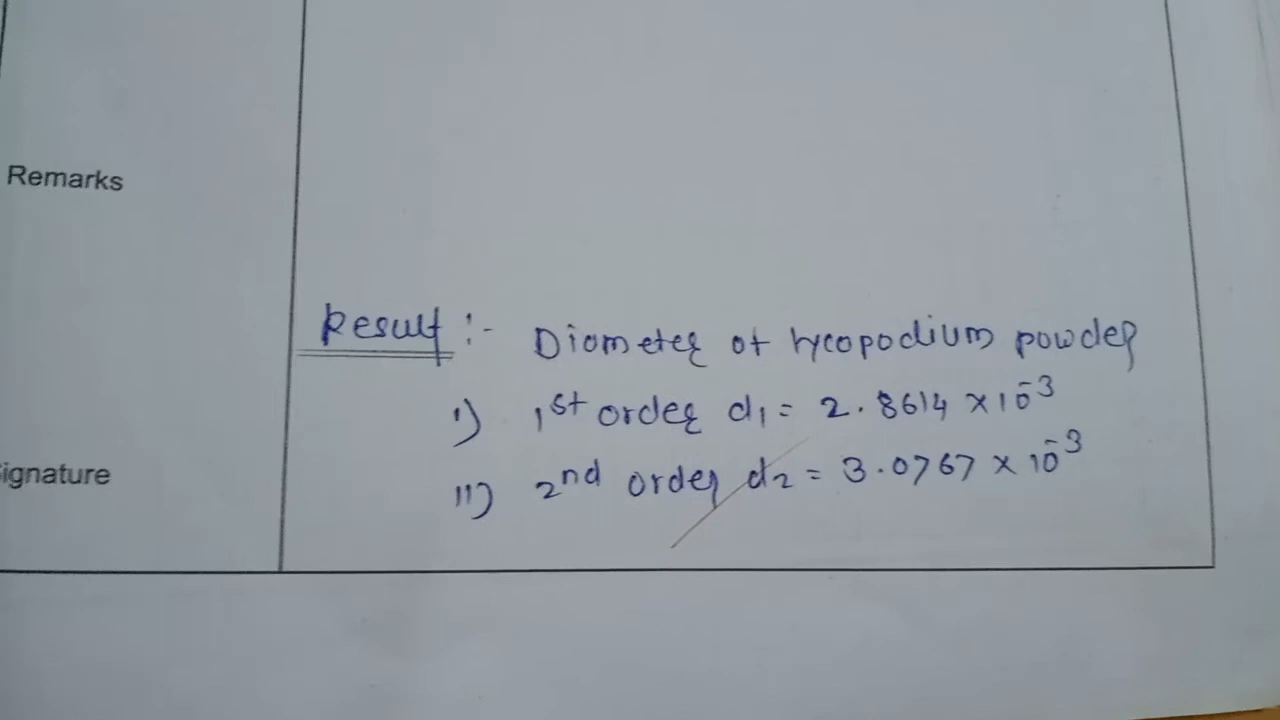 Remarks
Result :- Diameter of lycopodium powder
i) 1st order d1 = 2.8614 × 10⁻³
ii) 2nd order d2 = 3.0767 × 10⁻³
ignature